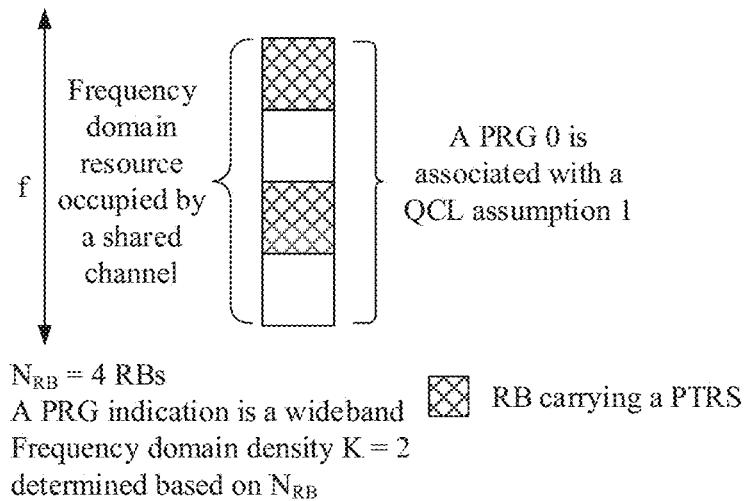 Frequency
domain
resource
occupied by
a shared
channel
f
A PRG 0 is
associated with a
QCL assumption 1
N_RB = 4 RBs
A PRG indication is a wideband
Frequency domain density K = 2
determined based on N_RB
RB carrying a PTRS